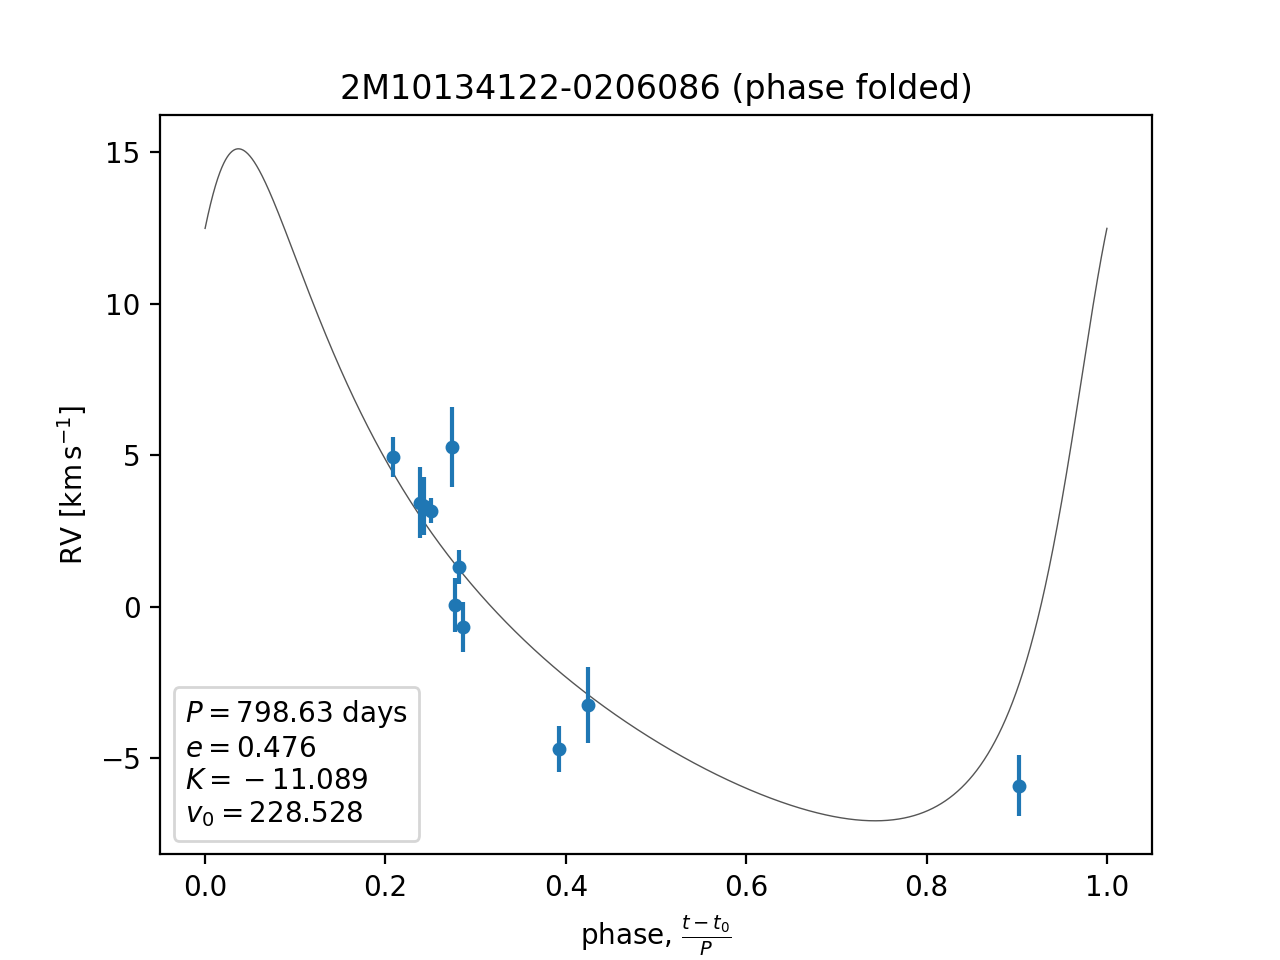 2M10134122-0206086 (phase folded)
RV [km s⁻¹]
15
10
5
0
−5
P = 798.63 days
e = 0.476
K = −11.089
v₀ = 228.528
0.0 0.2 0.4 0.6 0.8 1.0
phase, (t − t₀)/P